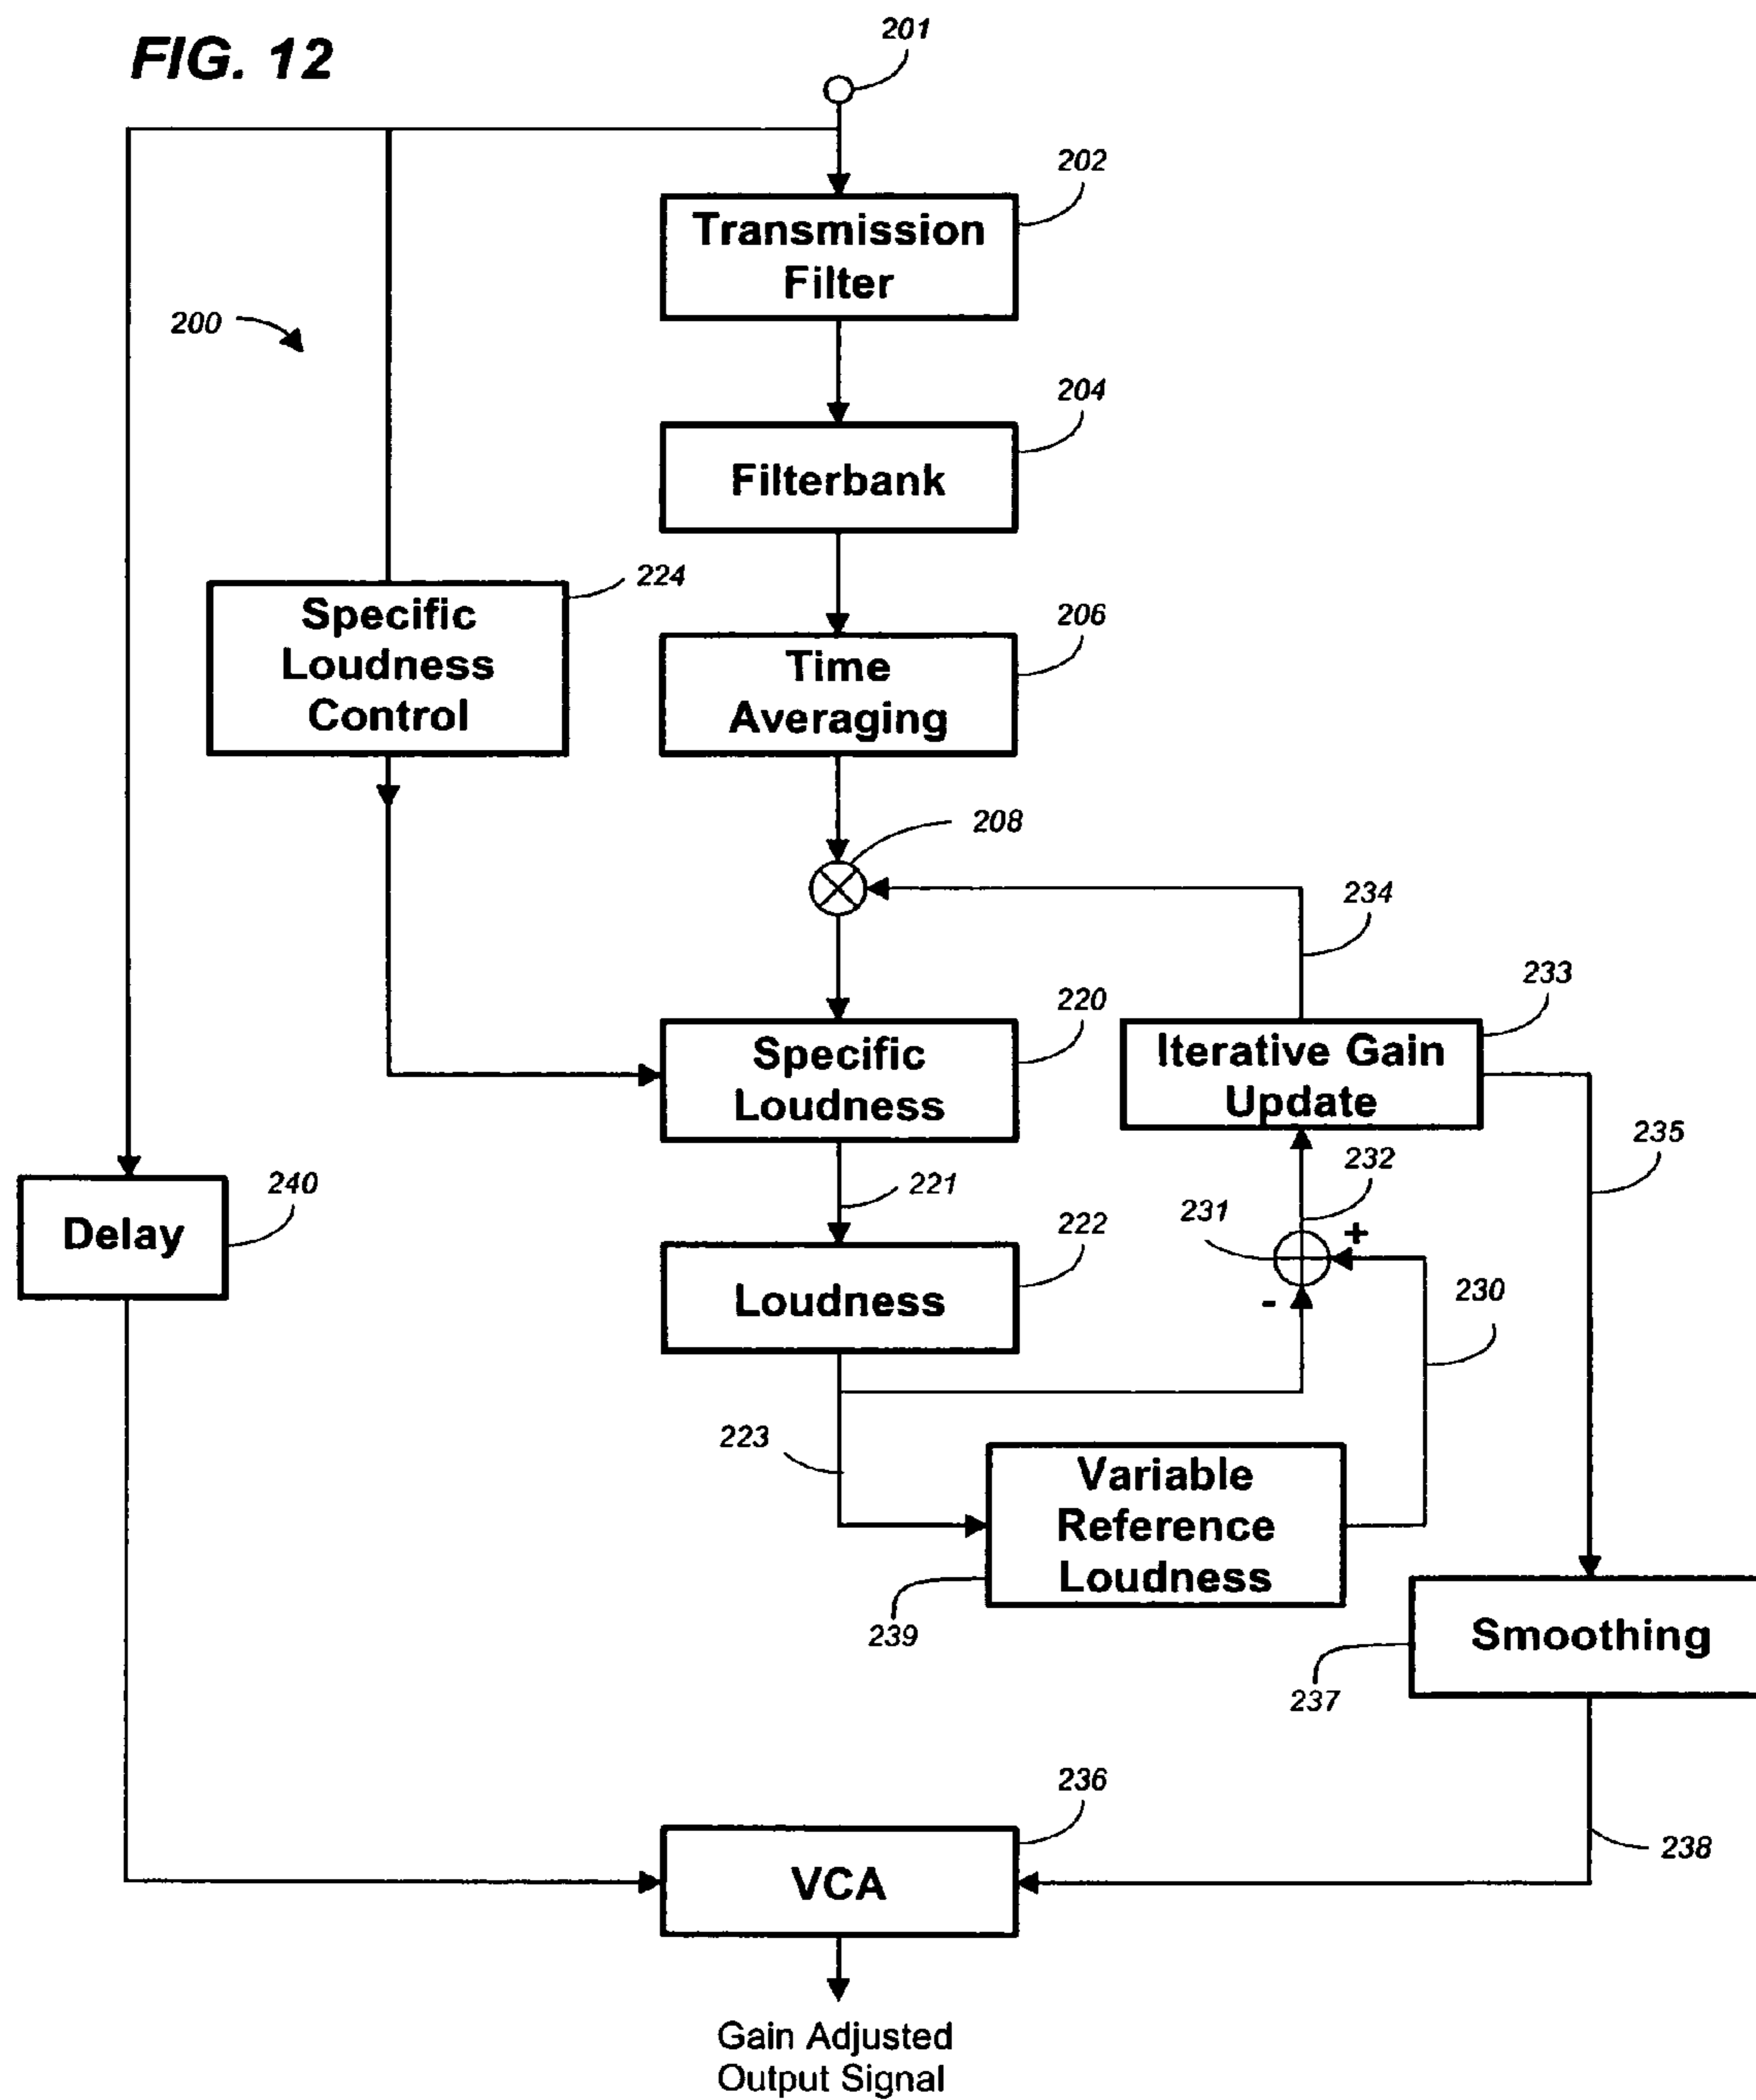 FIG. 12
201
202
Transmission
Filter
200
204
Filterbank
224
Specific
Loudness
Control
206
Time
Averaging
208
234
233
220
Specific
Loudness
Iterative Gain
Update
235
232
221
240
Delay
231
+
222
Loudness
-
230
223
Variable
Reference
Loudness
239
Smoothing
237
236
238
VCA
Gain Adjusted
Output Signal